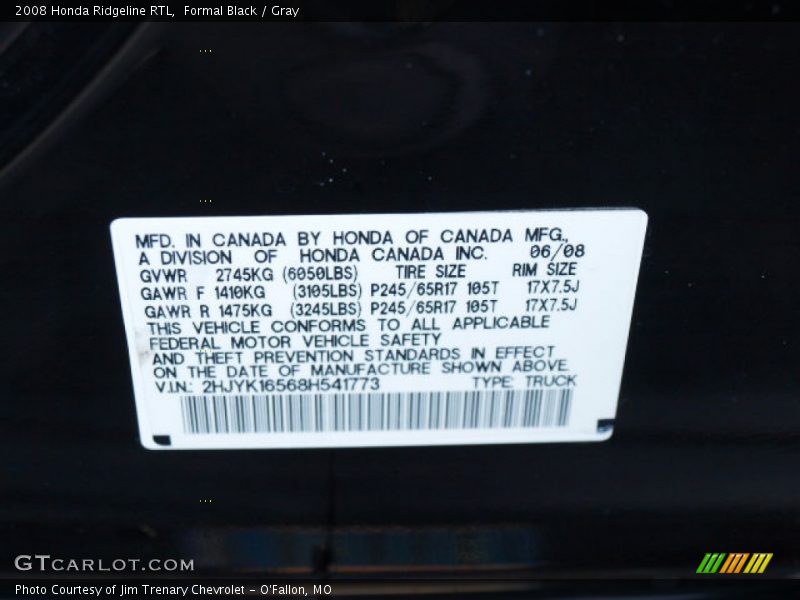 2008 Honda Ridgeline RTL,  Formal Black / Gray
MFD. IN CANADA BY HONDA OF CANADA MFG.,
A DIVISION OF HONDA CANADA INC. 06/08
GVWR 2745KG (6050LBS) TIRE SIZE RIM SIZE
GAWR F 1410KG (3105LBS) P245/65R17 105T 17X7.5J
GAWR R 1475KG (3245LBS) P245/65R17 105T 17X7.5J
THIS VEHICLE CONFORMS TO ALL APPLICABLE
FEDERAL MOTOR VEHICLE SAFETY
AND THEFT PREVENTION STANDARDS IN EFFECT
ON THE DATE OF MANUFACTURE SHOWN ABOVE.
V.I.N.: 2HJYK16568H541773 TYPE: TRUCK
GTCARLOT.COM
Photo Courtesy of Jim Trenary Chevrolet - O'Fallon, MO